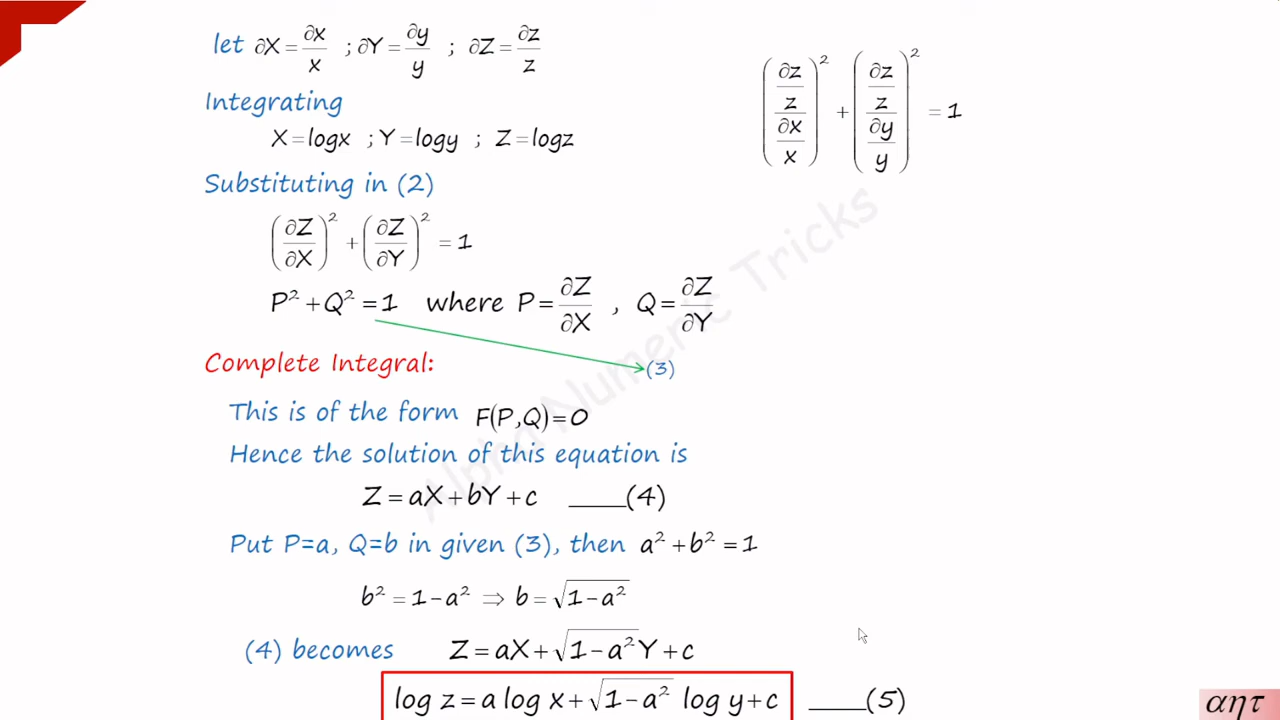 let ∂X = ∂x/x ; ∂Y = ∂y/y ; ∂Z = ∂z/z
((∂z/z)/(∂x/x))² + ((∂z/z)/(∂y/y))² = 1
Integrating
X = logx ; Y = logy ; Z = logz
Substituting in (2)
(∂Z/∂X)² + (∂Z/∂Y)² = 1
P² + Q² = 1 where P = ∂Z/∂X , Q = ∂Z/∂Y
Complete Integral:
(3)
This is of the form F(P,Q) = 0
Hence the solution of this equation is
Z = aX + bY + c ____(4)
Put P=a, Q=b in given (3), then a² + b² = 1
b² = 1 − a² ⇒ b = √(1−a²)
(4) becomes Z = aX + √(1−a²) Y + c
log z = a log x + √(1−a²) log y + c ____(5)
Alpha Numeric Tricks
αητ